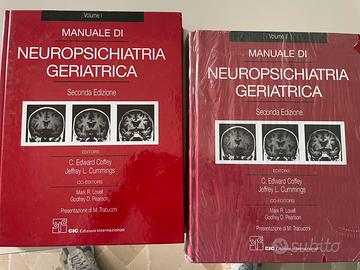 Volume I
MANUALE DI
NEUROPSICHIATRIA
GERIATRICA
Seconda Edizione
EDITORI
C. Edward Coffey
Jeffrey L. Cummings
CO-EDITORI
Mark R. Lovell
Godfrey D. Pearlson
Presentazione di M. Trabucchi
CIC Edizioni Internazionali
Volume II
MANUALE DI
NEUROPSICHIATRIA
GERIATRICA
Seconda Edizione
EDITORI
C. Edward Coffey
Jeffrey L. Cummings
CO-EDITORI
Mark R. Lovell
Godfrey D. Pearlson
Presentazione di M. Trabucchi
CIC Edizioni Internazionali
subito